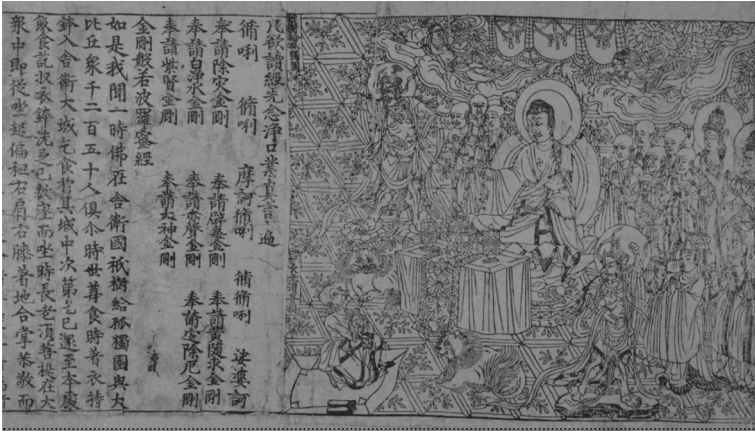 凡欲讀經先念淨口業真言一遍
脩唎 脩唎 摩訶脩唎 脩脩唎 娑婆訶
奉請除灾金剛 奉請辟毒金剛 奉請黃随求金剛
奉請白淨水金剛 奉請赤聲金剛 奉請定除厄金剛
奉請紫賢金剛 奉請大神金剛
金剛般若波羅蜜經
如是我聞一時佛在舍衛國祇樹給孤獨園與大
比丘衆千二百五十人俱尒時世尊食時著衣持
鉢入舍衛大城乞食於其城中次第乞已還至本處
飯食訖収衣鉢洗足已敷座而坐時長老須菩提在大
衆中即從坐起偏袒右肩右膝著地合掌恭敬而